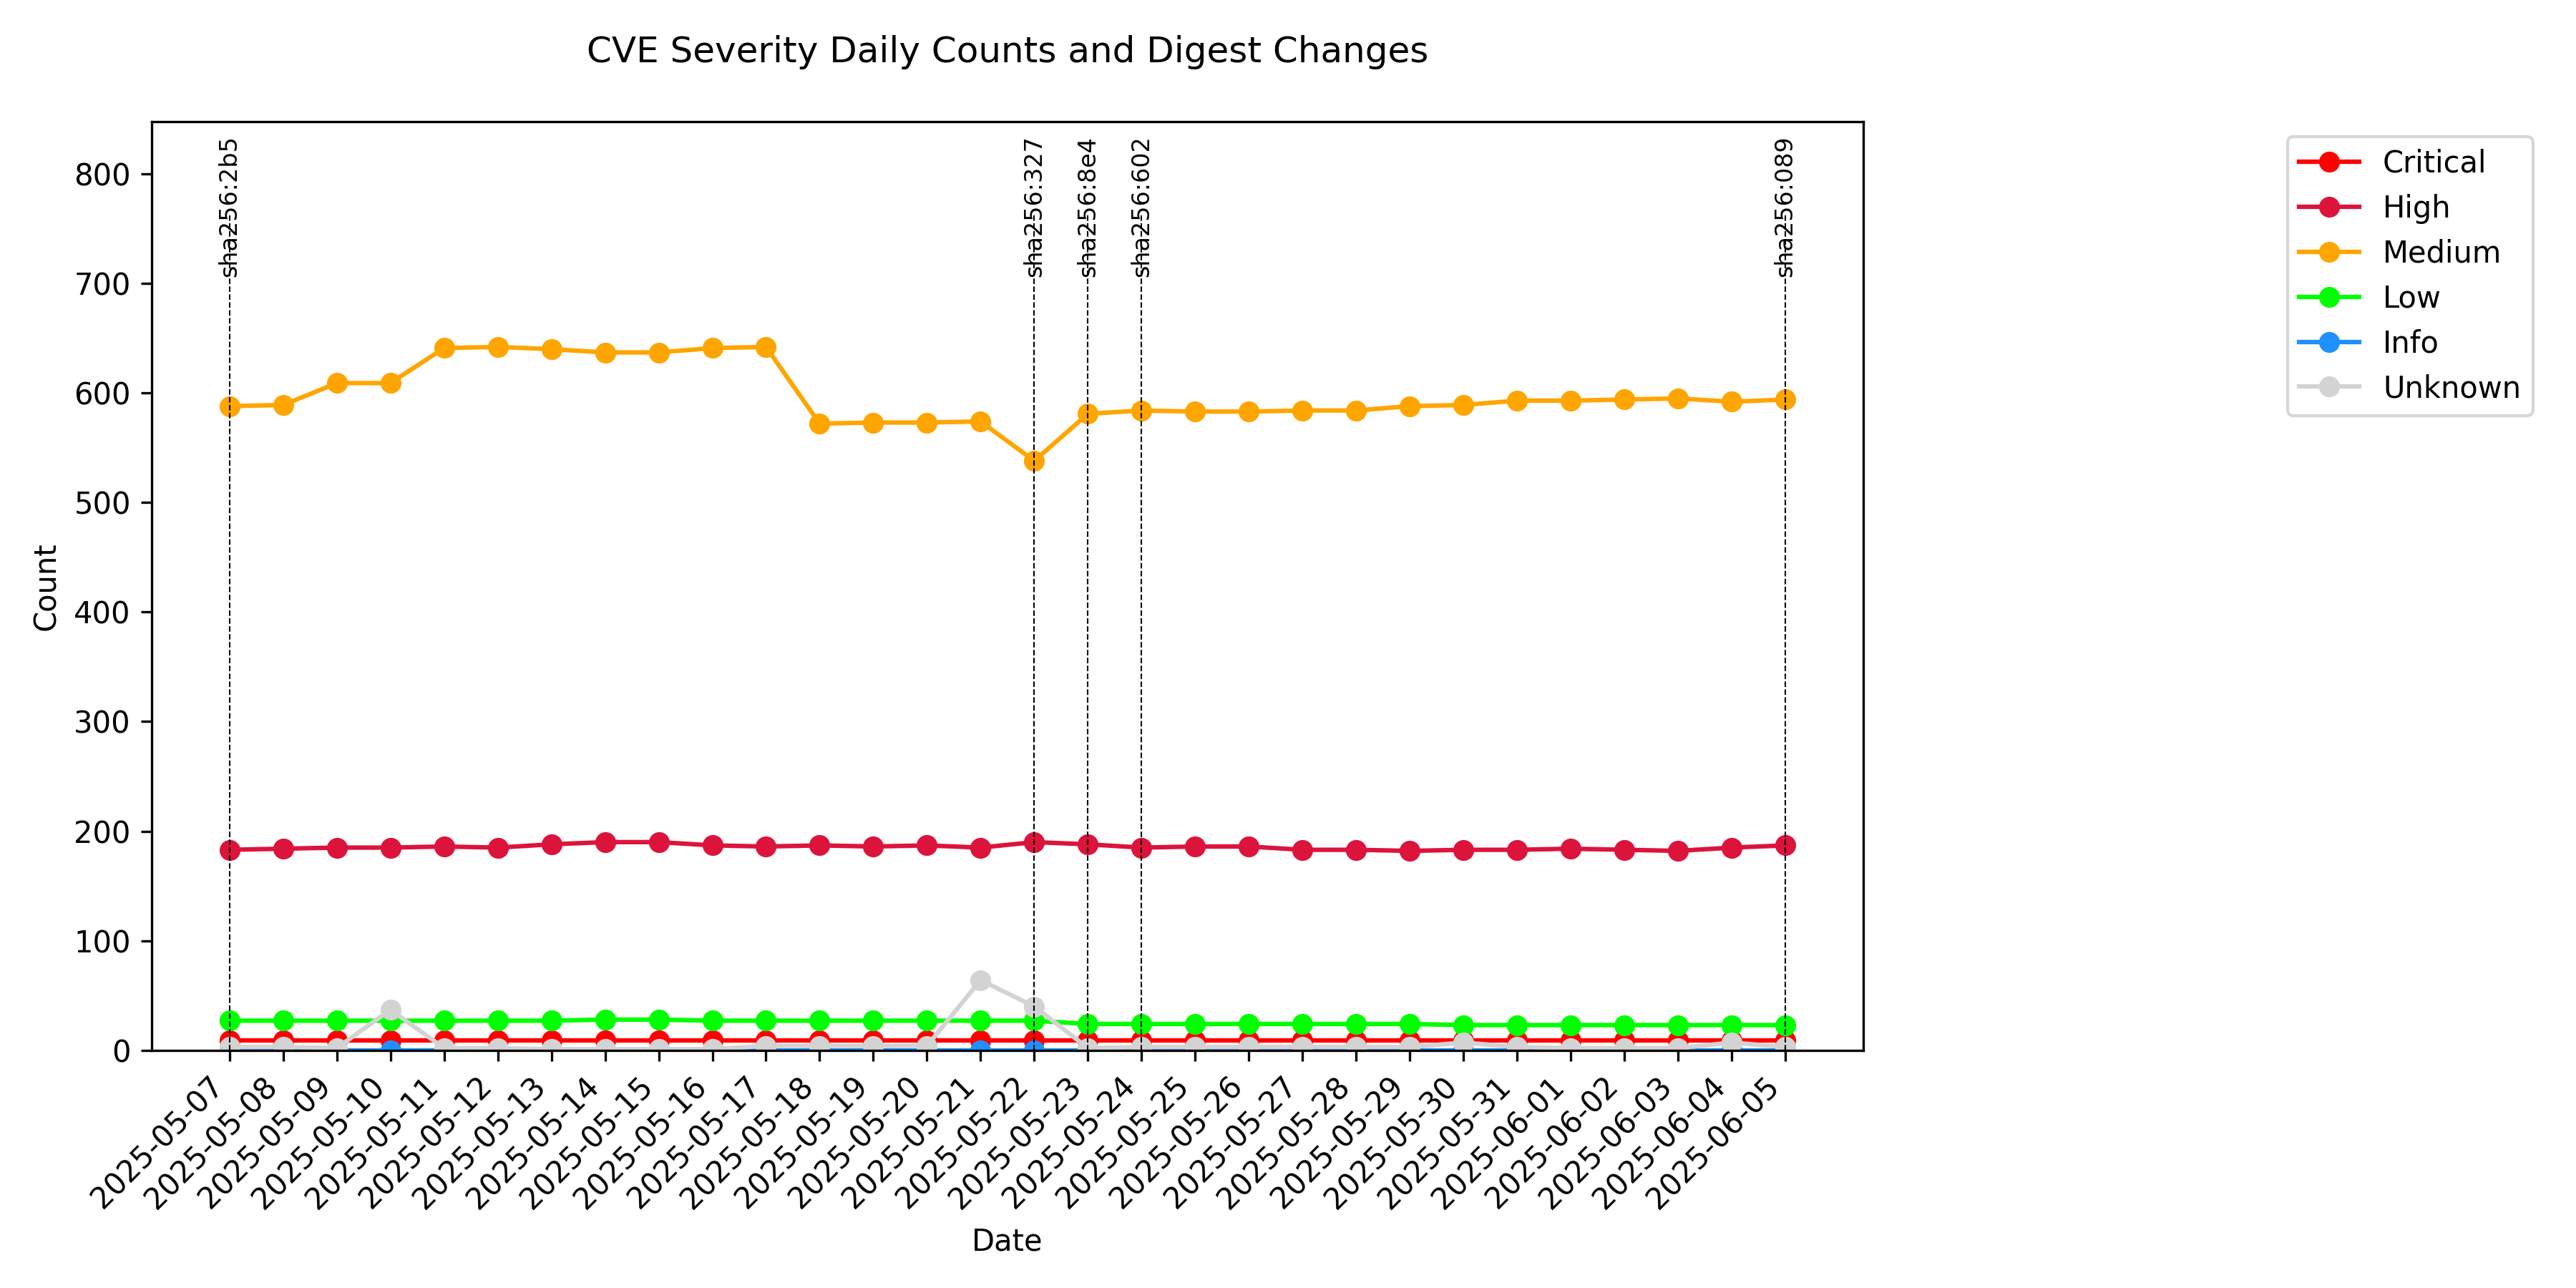 CVE Severity Daily Counts and Digest Changes
sha256:2b5
sha256:327
sha256:8e4
sha256:602
sha256:089
Critical
High
Medium
Low
Info
Unknown
Count
800
700
600
500
400
300
200
100
0
2025-05-07
2025-05-08
2025-05-09
2025-05-10
2025-05-11
2025-05-12
2025-05-13
2025-05-14
2025-05-15
2025-05-16
2025-05-17
2025-05-18
2025-05-19
2025-05-20
2025-05-21
2025-05-22
2025-05-23
2025-05-24
2025-05-25
2025-05-26
2025-05-27
2025-05-28
2025-05-29
2025-05-30
2025-05-31
2025-06-01
2025-06-02
2025-06-03
2025-06-04
2025-06-05
Date